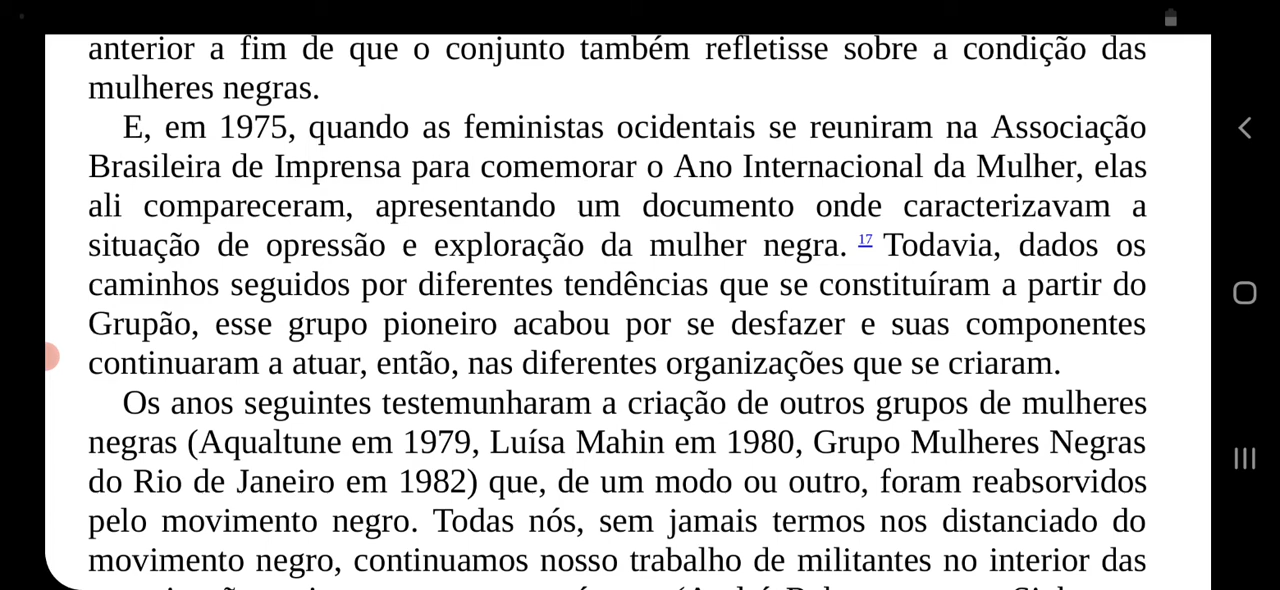 anterior a fim de que o conjunto também refletisse sobre a condição das
mulheres negras.
E, em 1975, quando as feministas ocidentais se reuniram na Associação
Brasileira de Imprensa para comemorar o Ano Internacional da Mulher, elas
ali compareceram, apresentando um documento onde caracterizavam a
situação de opressão e exploração da mulher negra. 17 Todavia, dados os
caminhos seguidos por diferentes tendências que se constituíram a partir do
Grupão, esse grupo pioneiro acabou por se desfazer e suas componentes
continuaram a atuar, então, nas diferentes organizações que se criaram.
Os anos seguintes testemunharam a criação de outros grupos de mulheres
negras (Aqualtune em 1979, Luísa Mahin em 1980, Grupo Mulheres Negras
do Rio de Janeiro em 1982) que, de um modo ou outro, foram reabsorvidos
pelo movimento negro. Todas nós, sem jamais termos nos distanciado do
movimento negro, continuamos nosso trabalho de militantes no interior das